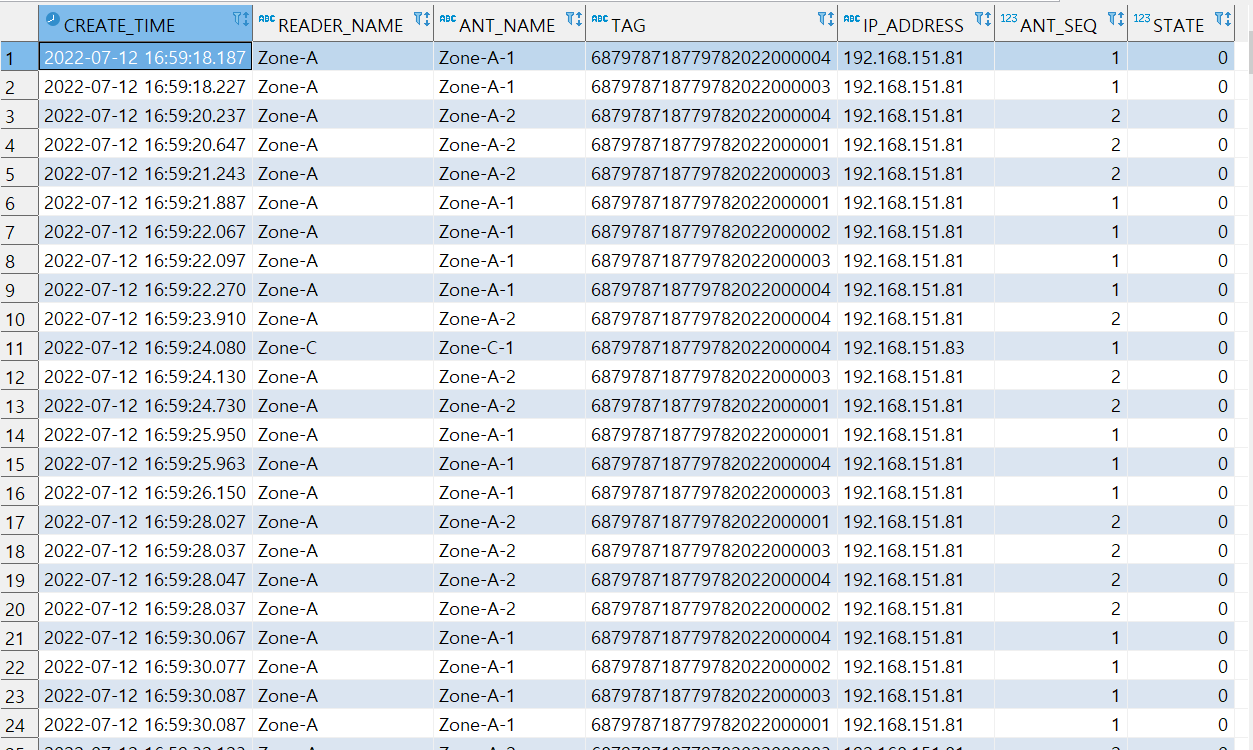 CREATE_TIME ABC READER_NAME ABC ANT_NAME ABC TAG ABC IP_ADDRESS 123 ANT_SEQ 123 STATE
1 2022-07-12 16:59:18.187 Zone-A Zone-A-1 687978718779782022000004 192.168.151.81 1 0
2 2022-07-12 16:59:18.227 Zone-A Zone-A-1 687978718779782022000003 192.168.151.81 1 0
3 2022-07-12 16:59:20.237 Zone-A Zone-A-2 687978718779782022000004 192.168.151.81 2 0
4 2022-07-12 16:59:20.647 Zone-A Zone-A-2 687978718779782022000001 192.168.151.81 2 0
5 2022-07-12 16:59:21.243 Zone-A Zone-A-2 687978718779782022000003 192.168.151.81 2 0
6 2022-07-12 16:59:21.887 Zone-A Zone-A-1 687978718779782022000001 192.168.151.81 1 0
7 2022-07-12 16:59:22.067 Zone-A Zone-A-1 687978718779782022000002 192.168.151.81 1 0
8 2022-07-12 16:59:22.097 Zone-A Zone-A-1 687978718779782022000003 192.168.151.81 1 0
9 2022-07-12 16:59:22.270 Zone-A Zone-A-1 687978718779782022000004 192.168.151.81 1 0
10 2022-07-12 16:59:23.910 Zone-A Zone-A-2 687978718779782022000004 192.168.151.81 2 0
11 2022-07-12 16:59:24.080 Zone-C Zone-C-1 687978718779782022000004 192.168.151.83 1 0
12 2022-07-12 16:59:24.130 Zone-A Zone-A-2 687978718779782022000003 192.168.151.81 2 0
13 2022-07-12 16:59:24.730 Zone-A Zone-A-2 687978718779782022000001 192.168.151.81 2 0
14 2022-07-12 16:59:25.950 Zone-A Zone-A-1 687978718779782022000001 192.168.151.81 1 0
15 2022-07-12 16:59:25.963 Zone-A Zone-A-1 687978718779782022000004 192.168.151.81 1 0
16 2022-07-12 16:59:26.150 Zone-A Zone-A-1 687978718779782022000003 192.168.151.81 1 0
17 2022-07-12 16:59:28.027 Zone-A Zone-A-2 687978718779782022000001 192.168.151.81 2 0
18 2022-07-12 16:59:28.037 Zone-A Zone-A-2 687978718779782022000003 192.168.151.81 2 0
19 2022-07-12 16:59:28.047 Zone-A Zone-A-2 687978718779782022000004 192.168.151.81 2 0
20 2022-07-12 16:59:28.037 Zone-A Zone-A-2 687978718779782022000002 192.168.151.81 2 0
21 2022-07-12 16:59:30.067 Zone-A Zone-A-1 687978718779782022000004 192.168.151.81 1 0
22 2022-07-12 16:59:30.077 Zone-A Zone-A-1 687978718779782022000002 192.168.151.81 1 0
23 2022-07-12 16:59:30.087 Zone-A Zone-A-1 687978718779782022000003 192.168.151.81 1 0
24 2022-07-12 16:59:30.087 Zone-A Zone-A-1 687978718779782022000001 192.168.151.81 1 0